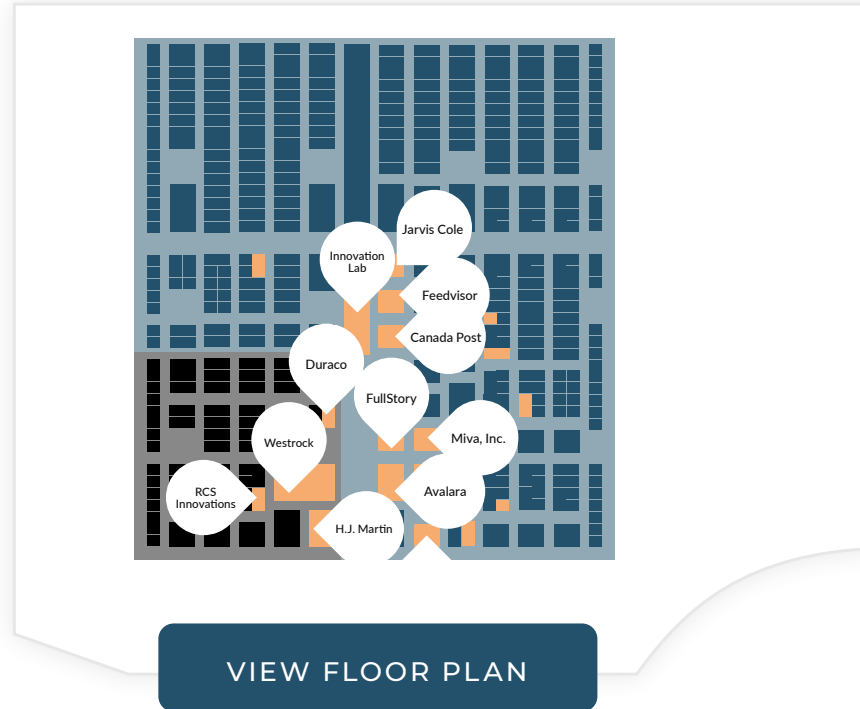 Jarvis Cole
Innovation
Lab
Feedvisor
Canada Post
Duraco
FullStory
Miva, Inc.
Westrock
Avalara
RCS
Innovations
H.J. Martin
VIEW FLOOR PLAN